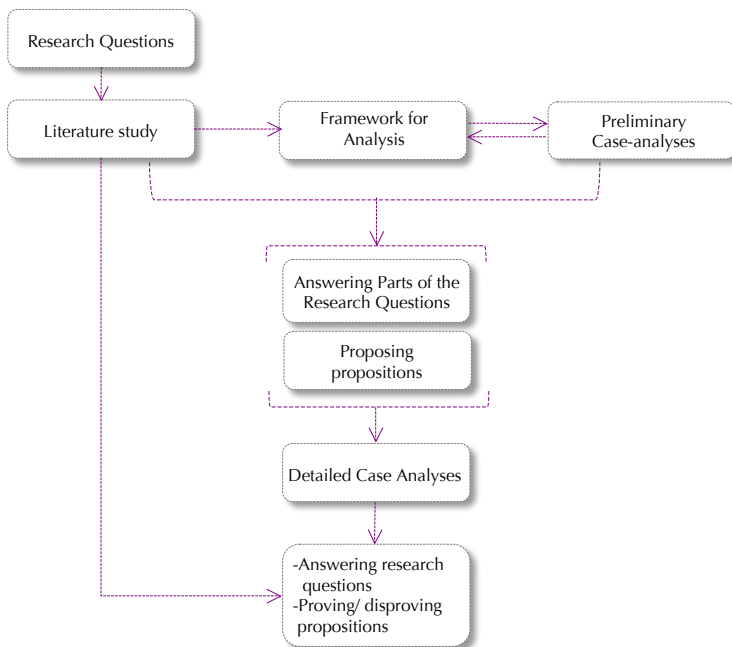 Research Questions
Literature study
Framework for
Analysis
Preliminary
Case-analyses
Answering Parts of the
Research Questions
Proposing
propositions
Detailed Case Analyses
-Answering research
questions
-Proving/ disproving
propositions